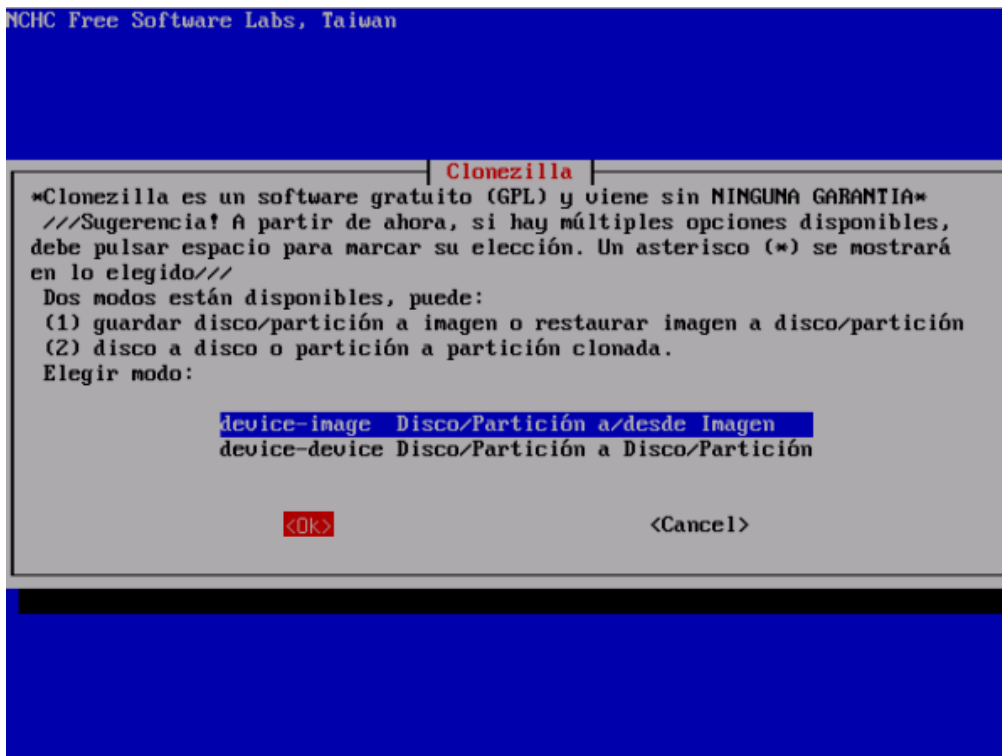 NCHC Free Software Labs, Taiwan
Clonezilla
*Clonezilla es un software gratuito (GPL) y viene sin NINGUNA GARANTIA*
///Sugerencia! A partir de ahora, si hay múltiples opciones disponibles,
debe pulsar espacio para marcar su elección. Un asterisco (*) se mostrará
en lo elegido///
Dos modos están disponibles, puede:
(1) guardar disco/partición a imagen o restaurar imagen a disco/partición
(2) disco a disco o partición a partición clonada.
Elegir modo:
device-image Disco/Partición a/desde Imagen
device-device Disco/Partición a Disco/Partición
<Ok> <Cancel>